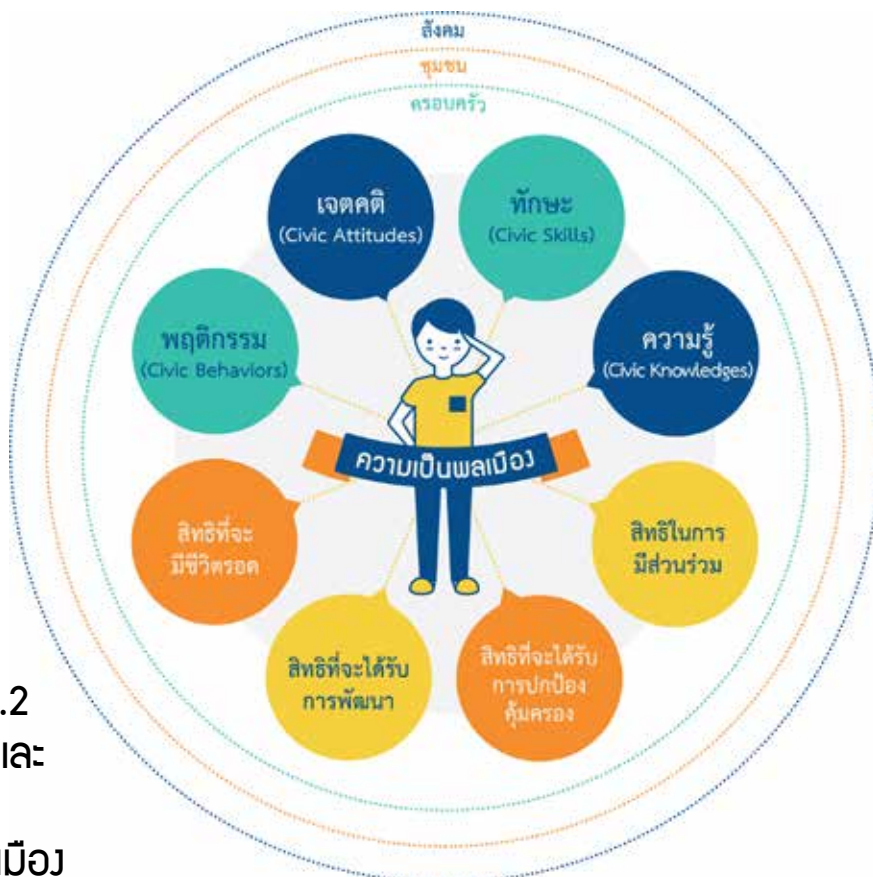 สังคม
ชุมชน
ครอบครัว
เจตคติ
(Civic Attitudes)
ทักษะ
(Civic Skills)
พฤติกรรม
(Civic Behaviors)
ความรู้
(Civic Knowledges)
ความเป็นพลเมือง
สิทธิที่จะ
มีชีวิตรอด
สิทธิในการ
มีส่วนร่วม
สิทธิที่จะได้รับ
การพัฒนา
สิทธิที่จะได้รับ
การปกป้อง
คุ้มครอง
.2
และ
มือง